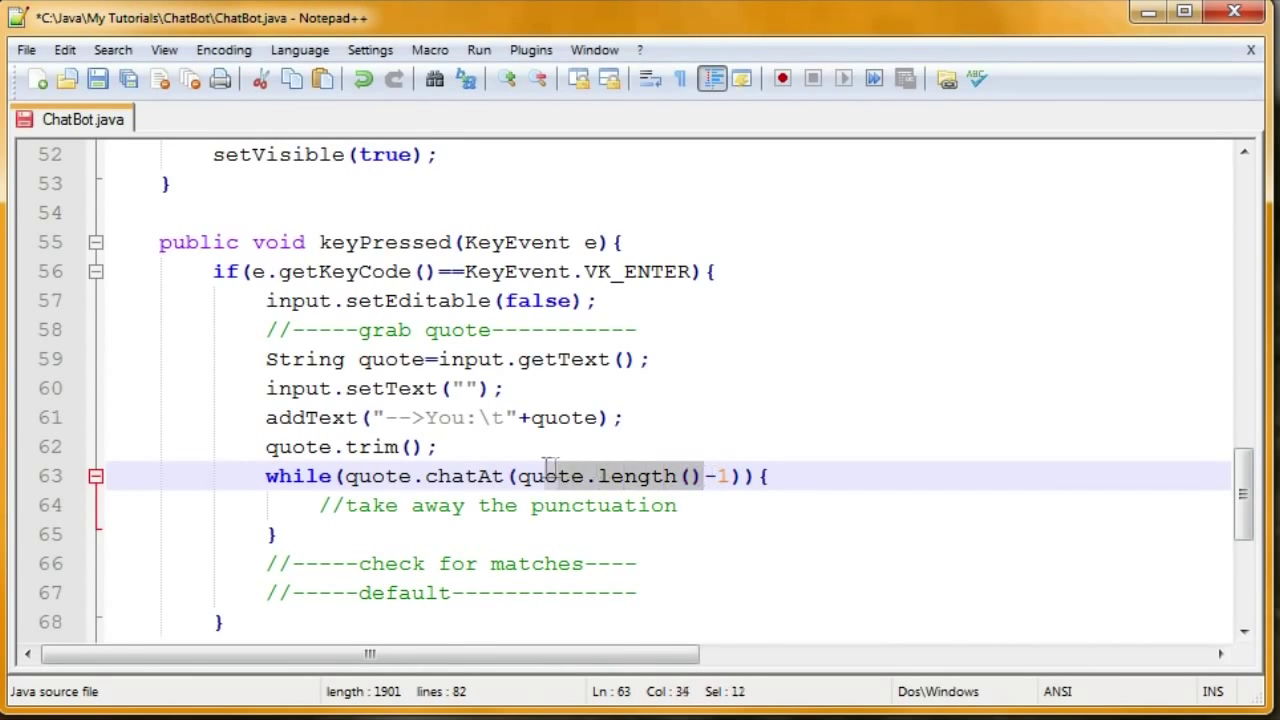 *C:\Java\My Tutorials\ChatBot\ChatBot.java - Notepad++
File Edit Search View Encoding Language Settings Macro Run Plugins Window ? X
ABC
ChatBot.java
52 setVisible(true);
53 }
54
55 public void keyPressed(KeyEvent e){
56 if(e.getKeyCode()==KeyEvent.VK_ENTER){
57 input.setEditable(false);
58 //-----grab quote-----------
59 String quote=input.getText();
60 input.setText("");
61 addText("-->You:\t"+quote);
62 quote.trim();
63 while(quote.chatAt(quote.length()-1)){
64 //take away the punctuation
65 }
66 //-----check for matches----
67 //-----default--------------
68 }
Java source file length : 1901 lines : 82 Ln : 63 Col : 34 Sel : 12 Dos\Windows ANSI INS